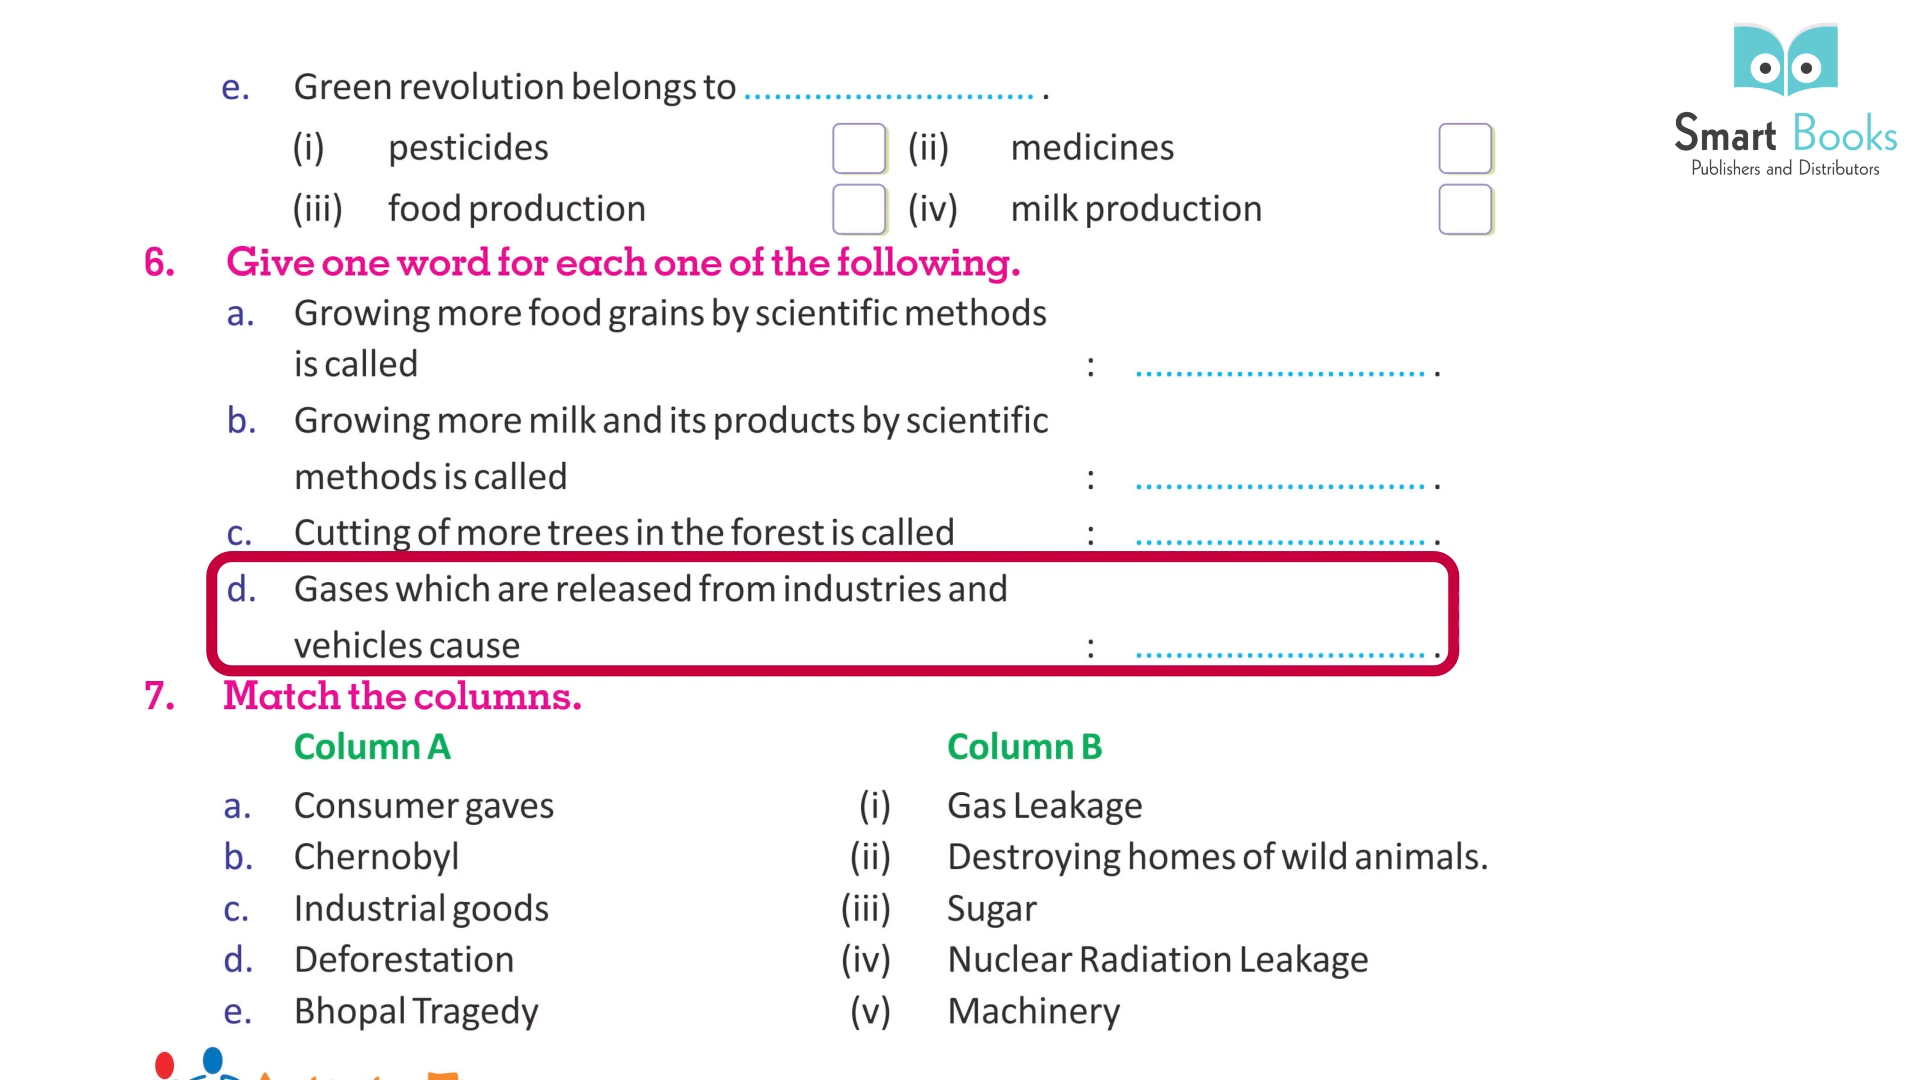 Smart Books
Publishers and Distributors
e. Green revolution belongs to ............................ .
(i) pesticides (ii) medicines
(iii) food production (iv) milk production
6. Give one word for each one of the following.
a. Growing more food grains by scientific methods
is called : ............................ .
b. Growing more milk and its products by scientific
methods is called : ............................ .
c. Cutting of more trees in the forest is called : ............................ .
d. Gases which are released from industries and
vehicles cause : ............................ .
7. Match the columns.
Column A Column B
a. Consumer gaves (i) Gas Leakage
b. Chernobyl (ii) Destroying homes of wild animals.
c. Industrial goods (iii) Sugar
d. Deforestation (iv) Nuclear Radiation Leakage
e. Bhopal Tragedy (v) Machinery